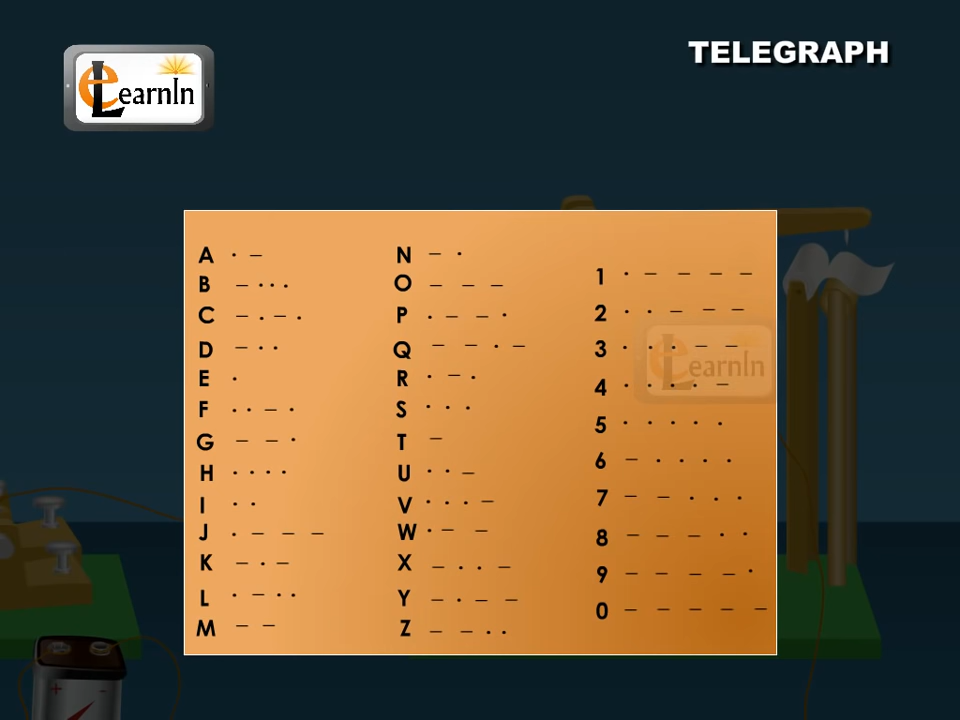 TELEGRAPH
eLearnIn
A · –
B – · · ·
C – · – ·
D – · ·
E ·
F · · – ·
G – – ·
H · · · ·
I · ·
J · – – –
K – · –
L · – · ·
M – –
N – ·
O – – –
P · – – ·
Q – – · –
R · – ·
S · · ·
T –
U · · –
V · · · –
W · – –
X – · · –
Y – · – –
Z – – · ·
1 · – – – –
2 · · – – –
3 · · · – –
4 · · · · –
5 · · · · ·
6 – · · · ·
7 – – · · ·
8 – – – · ·
9 – – – – ·
0 – – – – –
eLearnIn
+ –